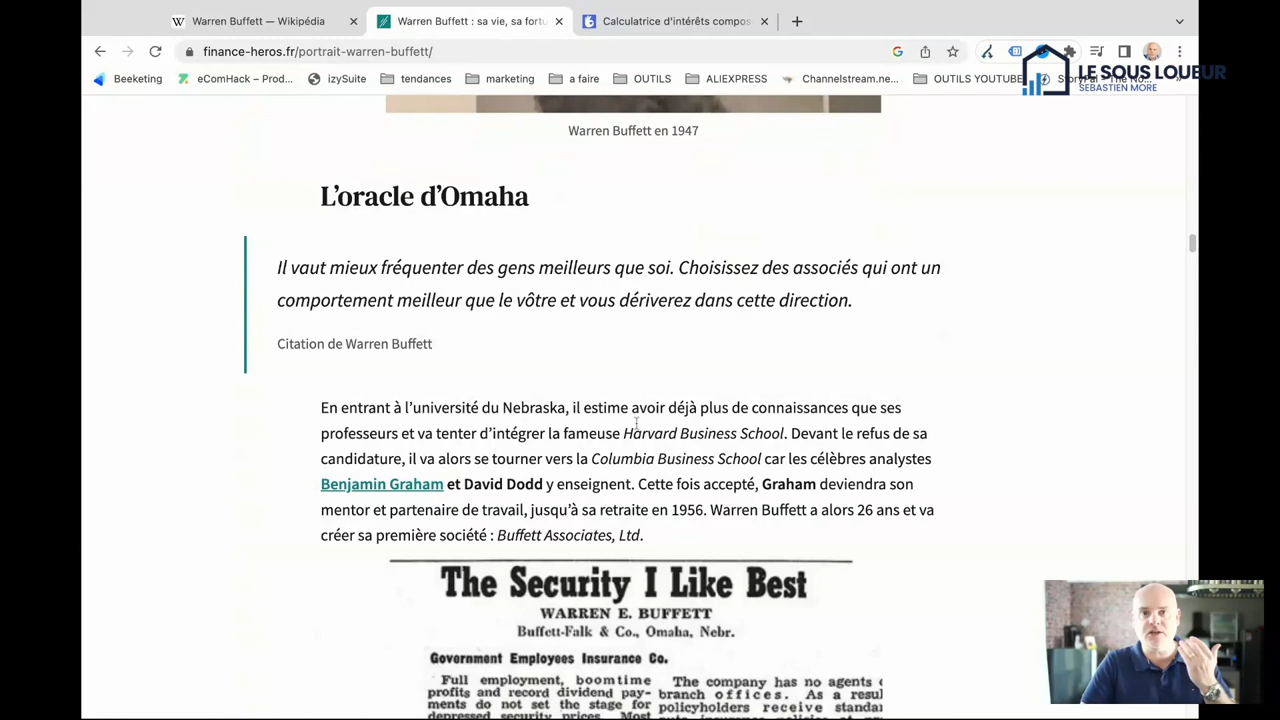 Warren Buffett — Wikipédia
Warren Buffett : sa vie, sa fortu
Calculatrice d'intérêts compos
finance-heros.fr/portrait-warren-buffett/
Beeketing
eComHack – Prod...
izySuite
tendances
marketing
a faire
OUTILS
ALIEXPRESS
Channelstream.ne...
OUTILS YOUTUBE
LE SOUS LOUEUR
SEBASTIEN MORE
Warren Buffett en 1947
L'oracle d'Omaha
Il vaut mieux fréquenter des gens meilleurs que soi. Choisissez des associés qui ont un
comportement meilleur que le vôtre et vous dériverez dans cette direction.
Citation de Warren Buffett
En entrant à l'université du Nebraska, il estime avoir déjà plus de connaissances que ses
professeurs et va tenter d'intégrer la fameuse Harvard Business School. Devant le refus de sa
candidature, il va alors se tourner vers la Columbia Business School car les célèbres analystes
Benjamin Graham et David Dodd y enseignent. Cette fois accepté, Graham deviendra son
mentor et partenaire de travail, jusqu'à sa retraite en 1956. Warren Buffett a alors 26 ans et va
créer sa première société : Buffett Associates, Ltd.
The Security I Like Best
WARREN E. BUFFETT
Buffett-Falk & Co., Omaha, Nebr.
Government Employees Insurance Co.
Full employment, boomtime
profits and record dividend pay-
ments do not set the stage for
depressed security prices. Most
The company has no agents
branch offices. As a resul
policyholders receive standa